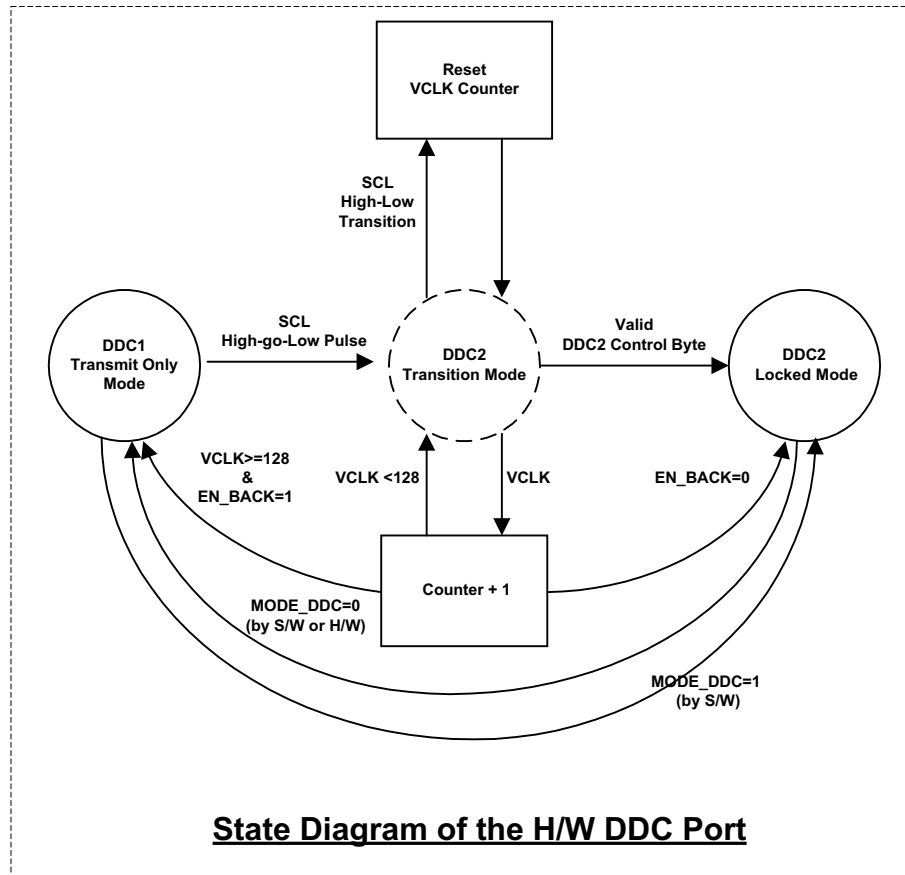 Reset
VCLK Counter
SCL
High-Low
Transition
DDC1
Transmit Only
Mode
SCL
High-go-Low Pulse
DDC2
Transition Mode
Valid
DDC2 Control Byte
DDC2
Locked Mode
VCLK>=128
&
EN_BACK=1
VCLK <128
VCLK
EN_BACK=0
Counter + 1
MODE_DDC=0
(by S/W or H/W)
MODE_DDC=1
(by S/W)
State Diagram of the H/W DDC Port